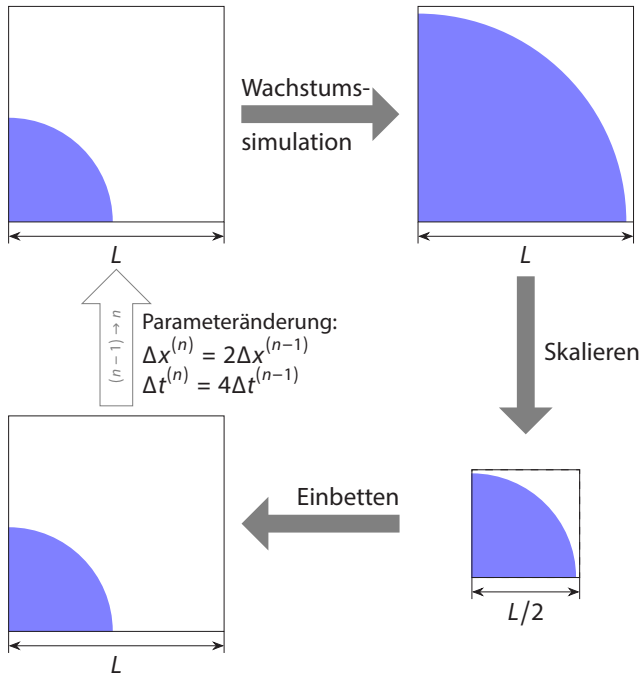 Wachstums-
simulation
L
L
(n − 1) → n
Parameteränderung:
Δx⁽ⁿ⁾ = 2Δx⁽ⁿ⁻¹⁾
Δt⁽ⁿ⁾ = 4Δt⁽ⁿ⁻¹⁾
Skalieren
Einbetten
L/2
L